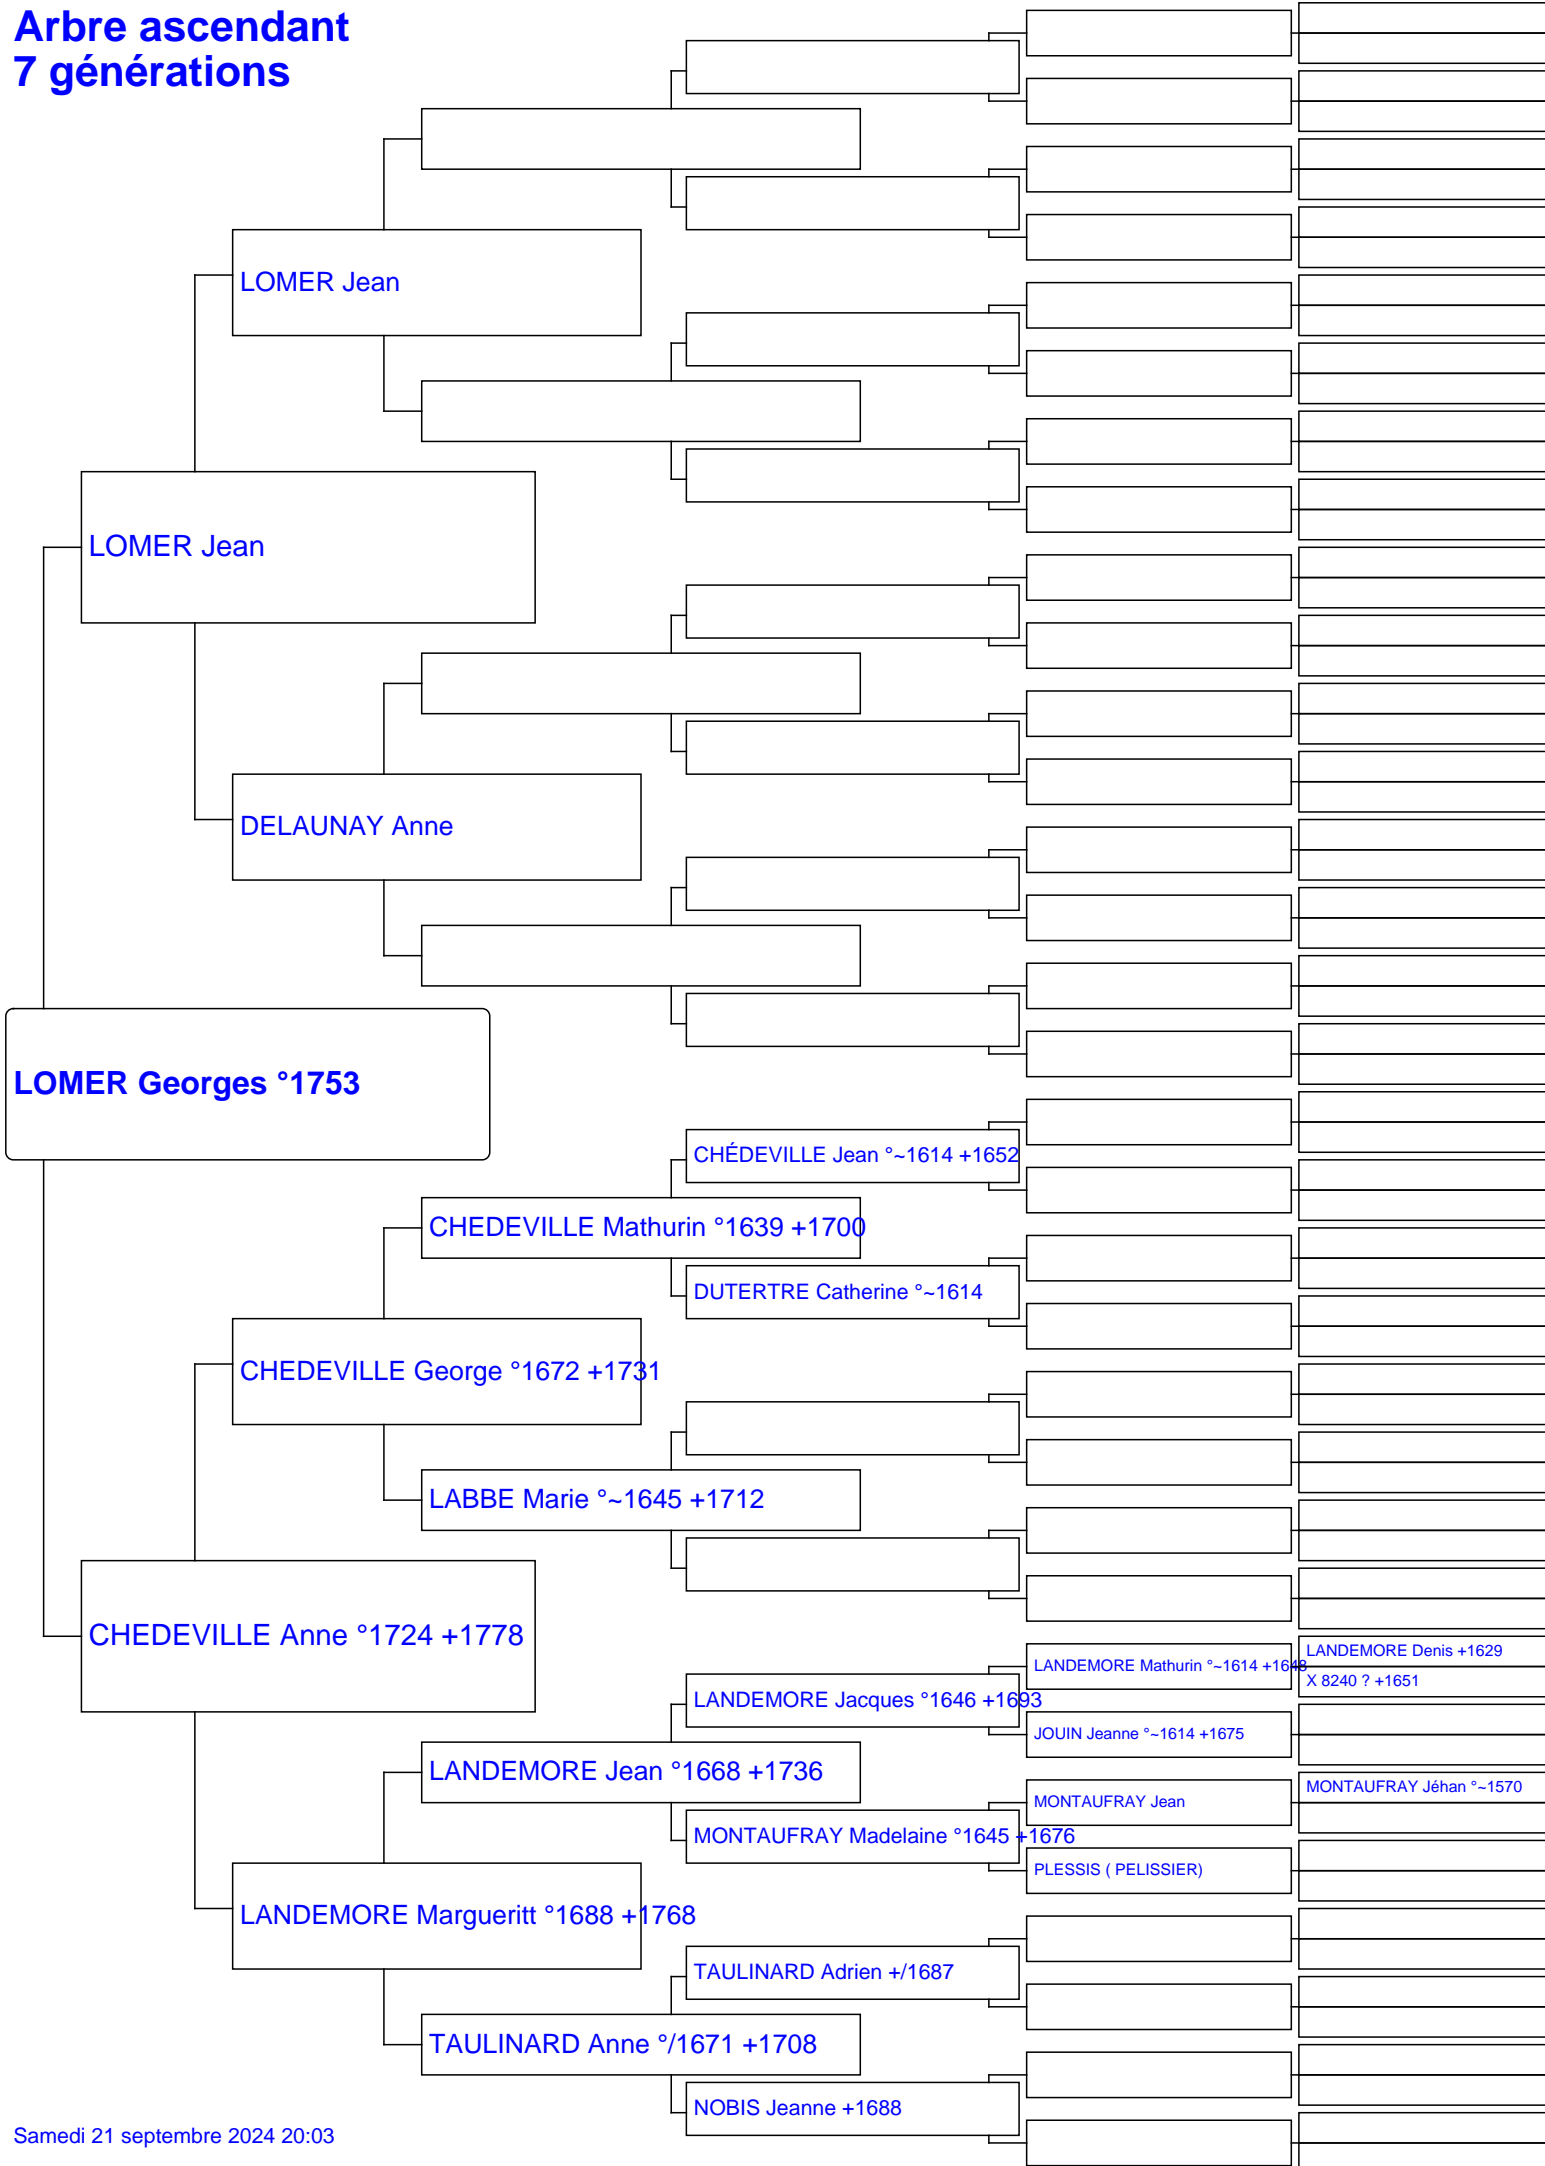 Arbre ascendant
7 générations
LOMER Jean
LOMER Jean
DELAUNAY Anne
LOMER Georges °1753
CHÉDEVILLE Jean °~1614 +1652
CHEDEVILLE Mathurin °1639 +1700
DUTERTRE Catherine °~1614
CHEDEVILLE George °1672 +1731
LABBE Marie °~1645 +1712
CHEDEVILLE Anne °1724 +1778
LANDEMORE Denis +1629
LANDEMORE Mathurin °~1614 +1648
X 8240 ? +1651
LANDEMORE Jacques °1646 +1693
JOUIN Jeanne °~1614 +1675
LANDEMORE Jean °1668 +1736
MONTAUFRAY Jéhan °~1570
MONTAUFRAY Jean
MONTAUFRAY Madelaine °1645 +1676
PLESSIS ( PELISSIER)
LANDEMORE Margueritt °1688 +1768
TAULINARD Adrien +/1687
TAULINARD Anne °/1671 +1708
NOBIS Jeanne +1688
Samedi 21 septembre 2024 20:03